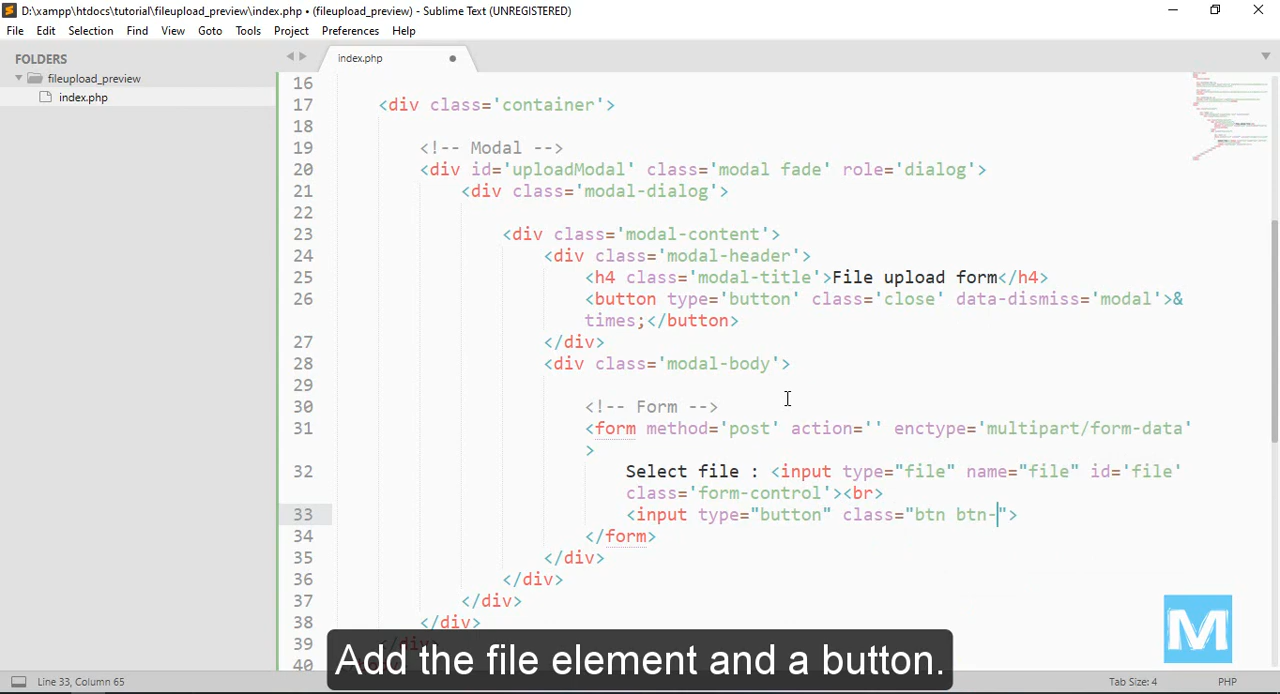 D:\xampp\htdocs\tutorial\fileupload_preview\index.php • (fileupload_preview) - Sublime Text (UNREGISTERED)
File Edit Selection Find View Goto Tools Project Preferences Help
FOLDERS
fileupload_preview
index.php
index.php
16
17 <div class='container'>
18
19 <!-- Modal -->
20 <div id='uploadModal' class='modal fade' role='dialog'>
21 <div class='modal-dialog'>
22
23 <div class='modal-content'>
24 <div class='modal-header'>
25 <h4 class='modal-title'>File upload form</h4>
26 <button type='button' class='close' data-dismiss='modal'>&
times;</button>
27 </div>
28 <div class='modal-body'>
29
30 <!-- Form -->
31 <form method='post' action='' enctype='multipart/form-data'
>
32 Select file : <input type="file" name="file" id='file'
class='form-control'><br>
33 <input type="button" class="btn btn-">
34 </form>
35 </div>
36 </div>
37 </div>
38 </div>
39 </div>
40
Add the file element and a button.
M
Line 33, Column 65
Tab Size: 4
PHP